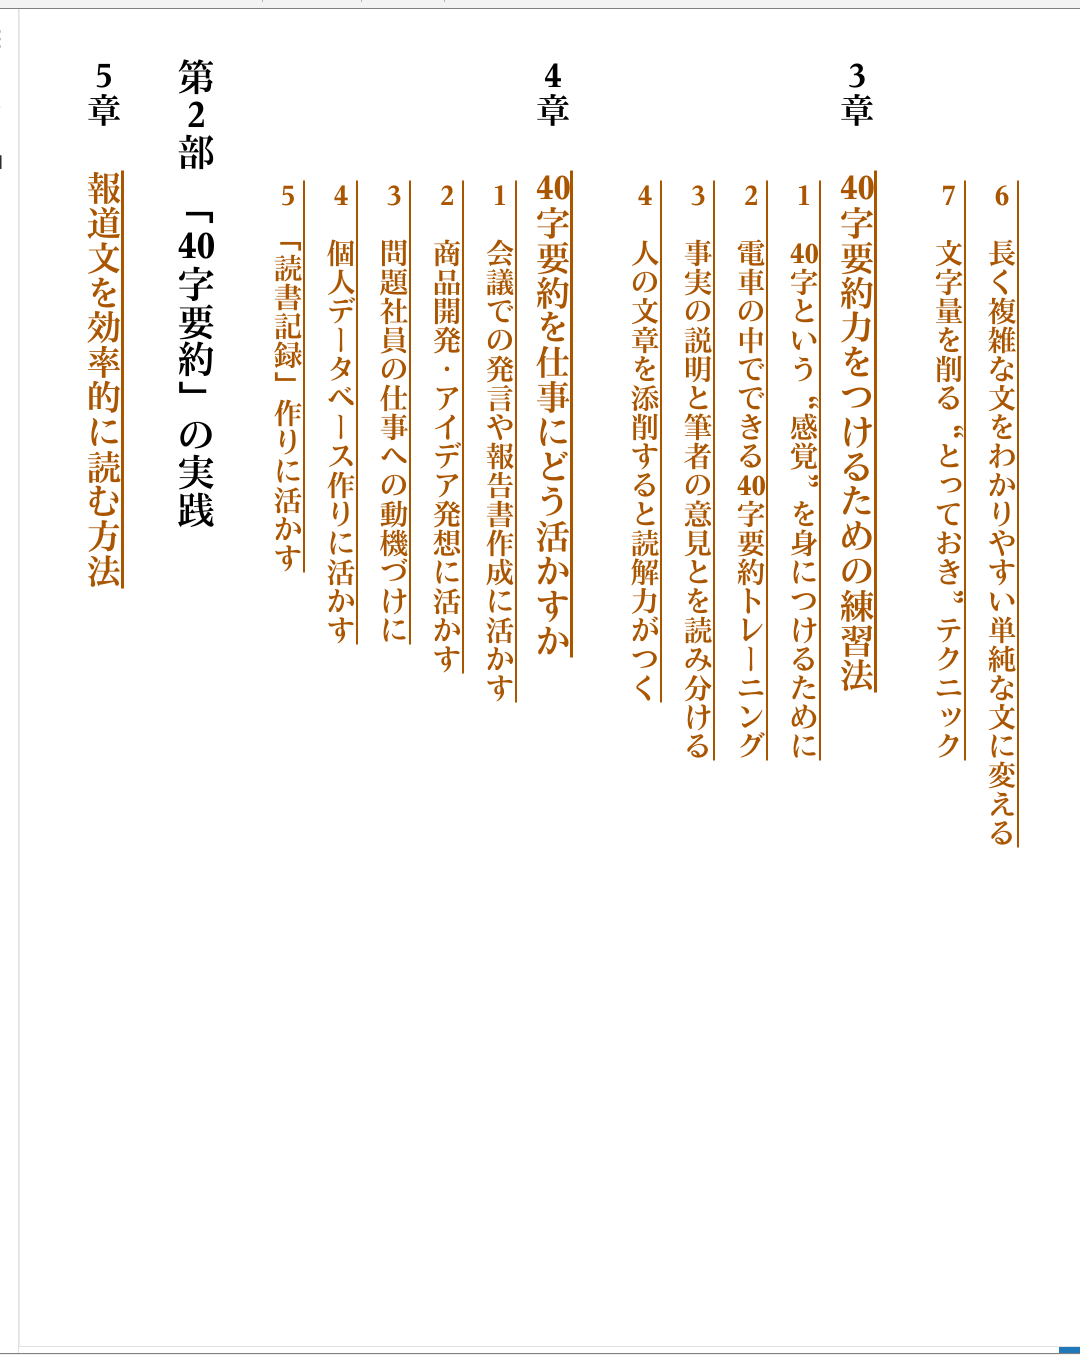 6 長く複雑な文をわかりやすい単純な文に変える
7 文字量を削る〝とっておき〟テクニック
3章 40字要約力をつけるための練習法
1 40字という〝感覚〟を身につけるために
2 電車の中でできる40字要約トレーニング
3 事実の説明と筆者の意見とを読み分ける
4 人の文章を添削すると読解力がつく
4章 40字要約を仕事にどう活かすか
1 会議での発言や報告書作成に活かす
2 商品開発・アイデア発想に活かす
3 問題社員の仕事への動機づけに
4 個人データベース作りに活かす
5 「読書記録」作りに活かす
第2部 「40字要約」の実践
5章 報道文を効率的に読む方法